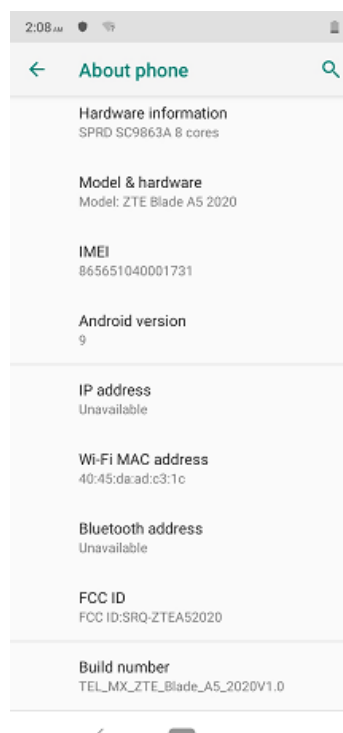 2:08 AM
About phone
Hardware information
SPRD SC9863A 8 cores
Model & hardware
Model: ZTE Blade A5 2020
IMEI
865651040001731
Android version
9
IP address
Unavailable
Wi-Fi MAC address
40:45:da:ad:c3:1c
Bluetooth address
Unavailable
FCC ID
FCC ID:SRQ-ZTEA52020
Build number
TEL_MX_ZTE_Blade_A5_2020V1.0